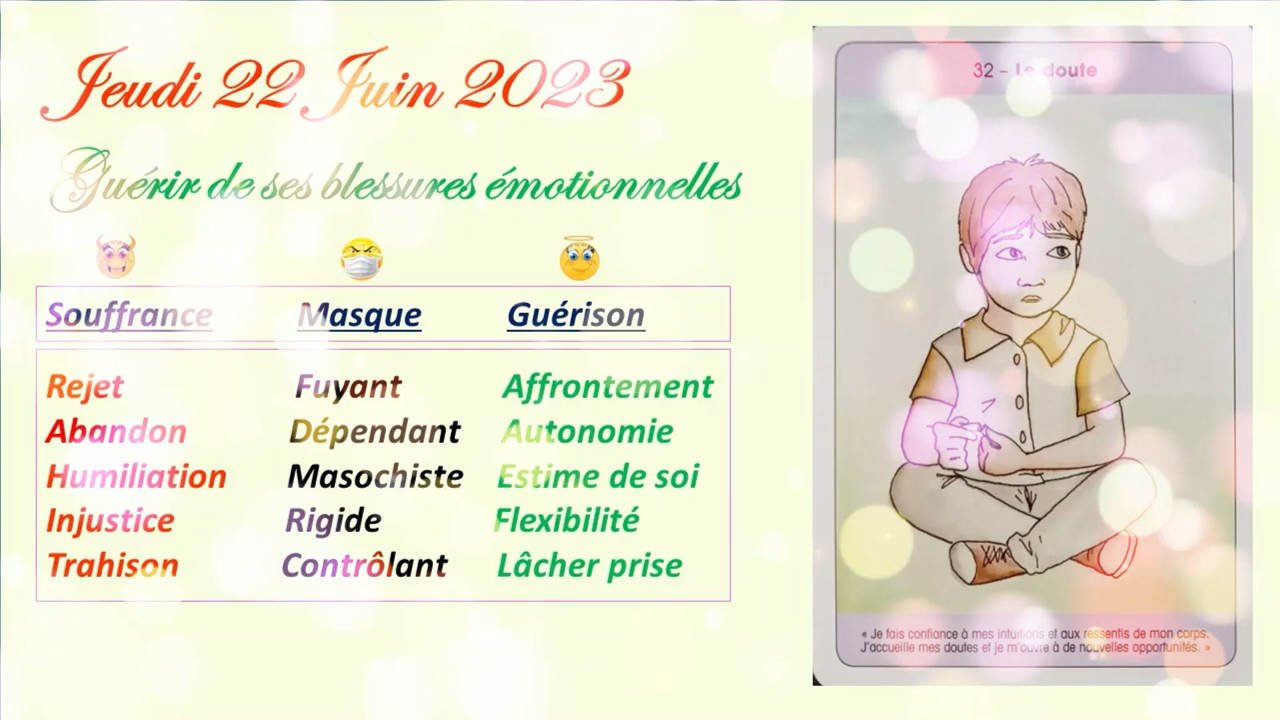 Jeudi 22 Juin 2023
Guérir de ses blessures émotionnelles
Souffrance Masque Guérison
Rejet Fuyant Affrontement
Abandon Dépendant Autonomie
Humiliation Masochiste Estime de soi
Injustice Rigide Flexibilité
Trahison Contrôlant Lâcher prise
32 - Le doute
« Je fais confiance à mes intuitions et aux ressentis de mon corps.
J'accueille mes doutes et je m'ouvre à de nouvelles opportunités. »